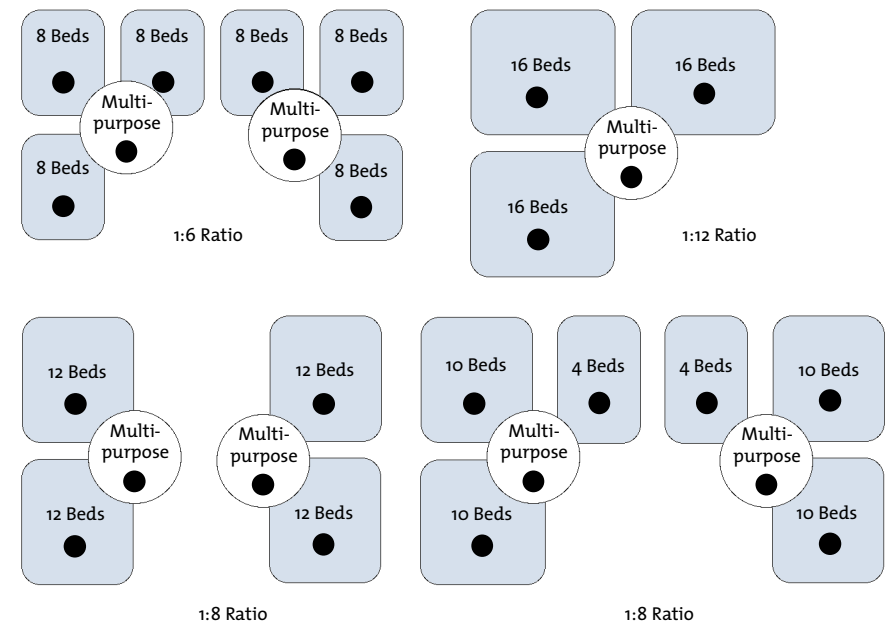 8 Beds
8 Beds
8 Beds
8 Beds
Multi-
purpose
Multi-
purpose
8 Beds
8 Beds
1:6 Ratio
16 Beds
16 Beds
Multi-
purpose
16 Beds
1:12 Ratio
12 Beds
12 Beds
Multi-
purpose
Multi-
purpose
12 Beds
12 Beds
1:8 Ratio
10 Beds
4 Beds
4 Beds
10 Beds
Multi-
purpose
Multi-
purpose
10 Beds
10 Beds
1:8 Ratio